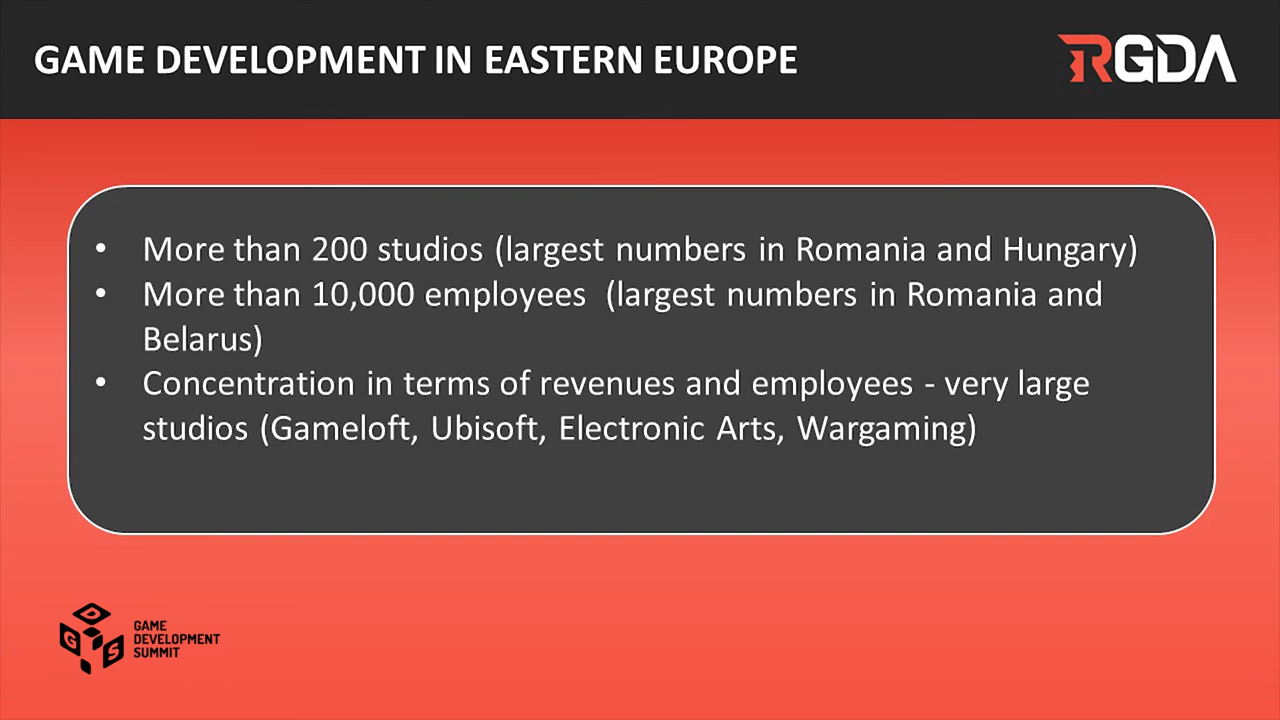 GAME DEVELOPMENT IN EASTERN EUROPE
RGDA
• More than 200 studios (largest numbers in Romania and Hungary)
• More than 10,000 employees  (largest numbers in Romania and
Belarus)
• Concentration in terms of revenues and employees - very large
studios (Gameloft, Ubisoft, Electronic Arts, Wargaming)
D
G S
GAME
DEVELOPMENT
SUMMIT